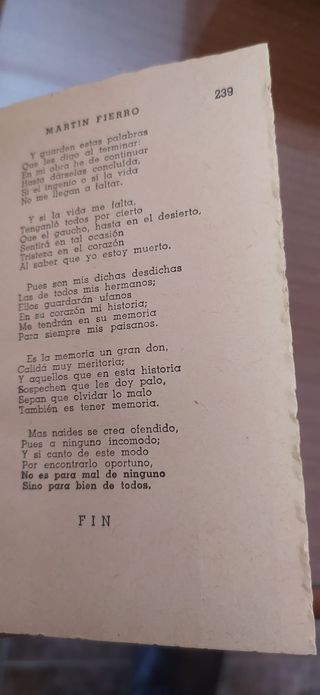 MARTIN FIERRO
239
Y guarden estas palabras
Que les digo al terminar:
En mi obra he de continuar
Hasta dárselas concluída,
Si el ingenio o si la vida
No me llegan a faltar.
Y si la vida me falta,
Tenganló todos por cierto
Que el gaucho, hasta en el desierto,
Sentirá en tal ocasión
Tristeza en el corazón
Al saber que yo estoy muerto.
Pues son mis dichas desdichas
Las de todos mis hermanos;
Ellos guardarán ufanos
En su corazón mi historia;
Me tendrán en su memoria
Para siempre mis paisanos.
Es la memoria un gran don,
Calidá muy meritoria;
Y aquellos que en esta historia
Sospechen que les doy palo,
Sepan que olvidar lo malo
También es tener memoria.
Mas naides se crea ofendido,
Pues a ninguno incomodo;
Y si canto de este modo
Por encontrarlo oportuno,
No es para mal de ninguno
Sino para bien de todos.
FIN